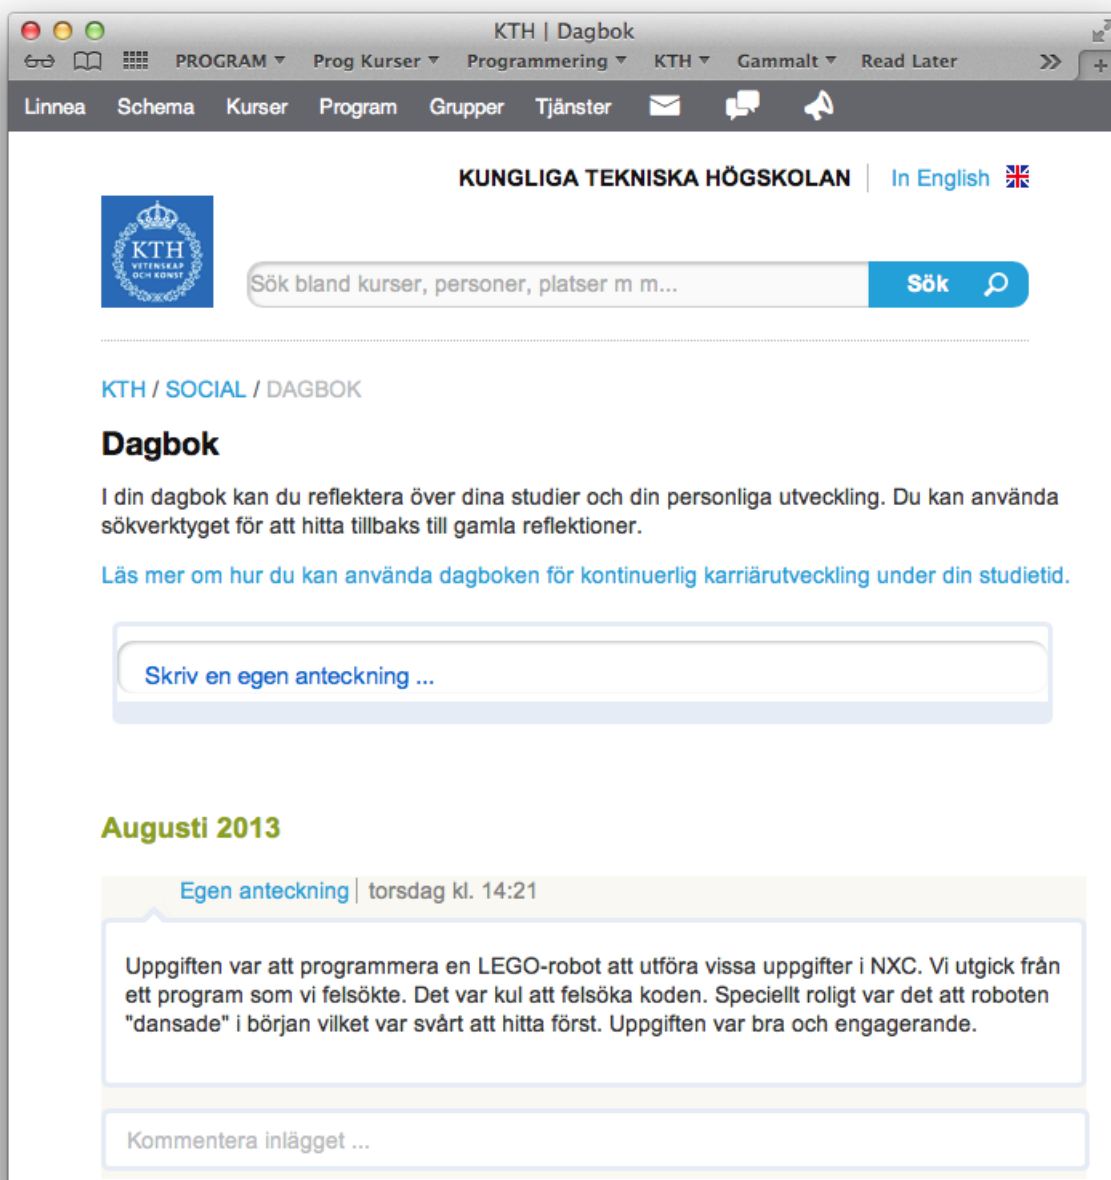 KTH | Dagbok
PROGRAM Prog Kurser Programmering KTH Gammalt Read Later
Linnea Schema Kurser Program Grupper Tjänster
KUNGLIGA TEKNISKA HÖGSKOLAN In English
KTH
VETENSKAP
OCH KONST
Sök bland kurser, personer, platser m m...
Sök
KTH / SOCIAL / DAGBOK
Dagbok
I din dagbok kan du reflektera över dina studier och din personliga utveckling. Du kan använda
sökverktyget för att hitta tillbaks till gamla reflektioner.
Läs mer om hur du kan använda dagboken för kontinuerlig karriärutveckling under din studietid.
Skriv en egen anteckning ...
Augusti 2013
Egen anteckning | torsdag kl. 14:21
Uppgiften var att programmera en LEGO-robot att utföra vissa uppgifter i NXC. Vi utgick från
ett program som vi felsökte. Det var kul att felsöka koden. Speciellt roligt var det att roboten
"dansade" i början vilket var svårt att hitta först. Uppgiften var bra och engagerande.
Kommentera inlägget ...